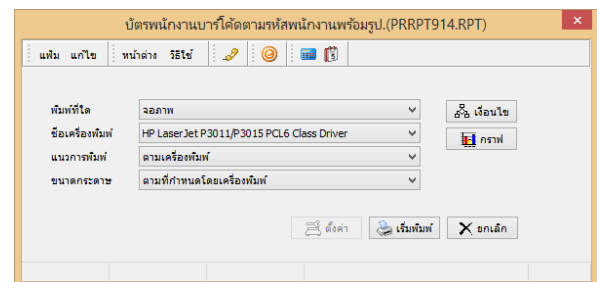 บัตรพนักงานบาร์โค้ดตามรหัสพนักงานพร้อมรูป.(PRRPT914.RPT)
แฟ้ม แก้ไข หน้าต่าง วิธีใช้
พิมพ์ที่ใด จอภาพ เงื่อนไข
ชื่อเครื่องพิมพ์ HP LaserJet P3011/P3015 PCL6 Class Driver กราฟ
แนวการพิมพ์ ตามเครื่องพิมพ์
ขนาดกระดาษ ตามที่กำหนดโดยเครื่องพิมพ์
ตั้งค่า เริ่มพิมพ์ ยกเลิก